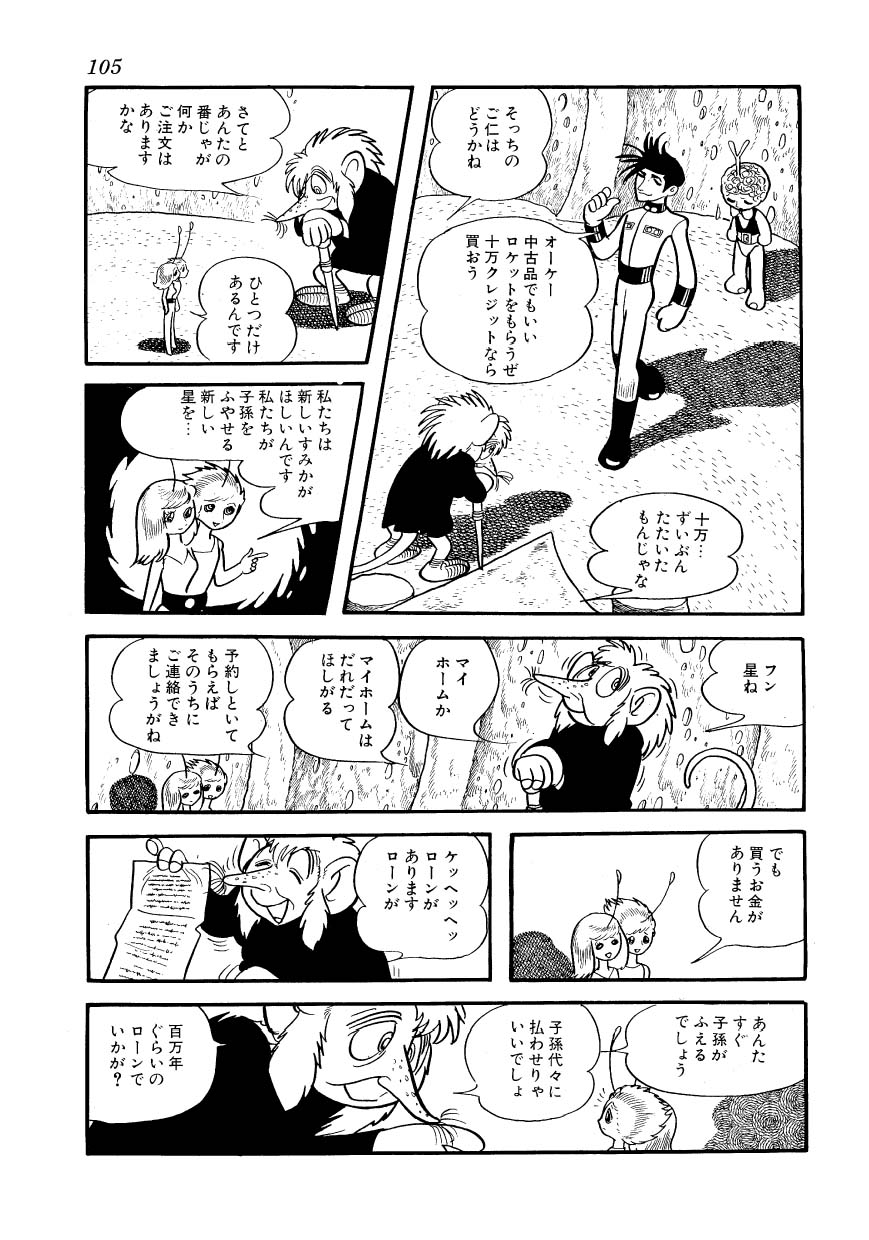 105
そっちの
ご仁は
どうかね
オーケー
中古品でもいい
ロケットをもらうぜ
十万クレジットなら
買おう
十万…
ずいぶん
たたいた
もんじゃな
さてと
あんたの
番じゃが
何か
ご注文は
あります
かな
ひとつだけ
あるんです
私たちは
新しいすみかが
ほしいんです
私たちが
子孫を
ふやせる
新しい
星を…
フン
星ね
マイ
ホームか
マイホームは
だれだって
ほしがる
予約しといて
もらえば
そのうちに
ご連絡でき
ましょうがね
でも
買うお金が
ありません
ケッヘッヘッ
ローンが
あります
ローンが
あんた
すぐ
子孫が
ふえる
でしょう
子孫代々に
払わせりゃ
いいでしょ
百万年
ぐらいの
ローンで
いかが？